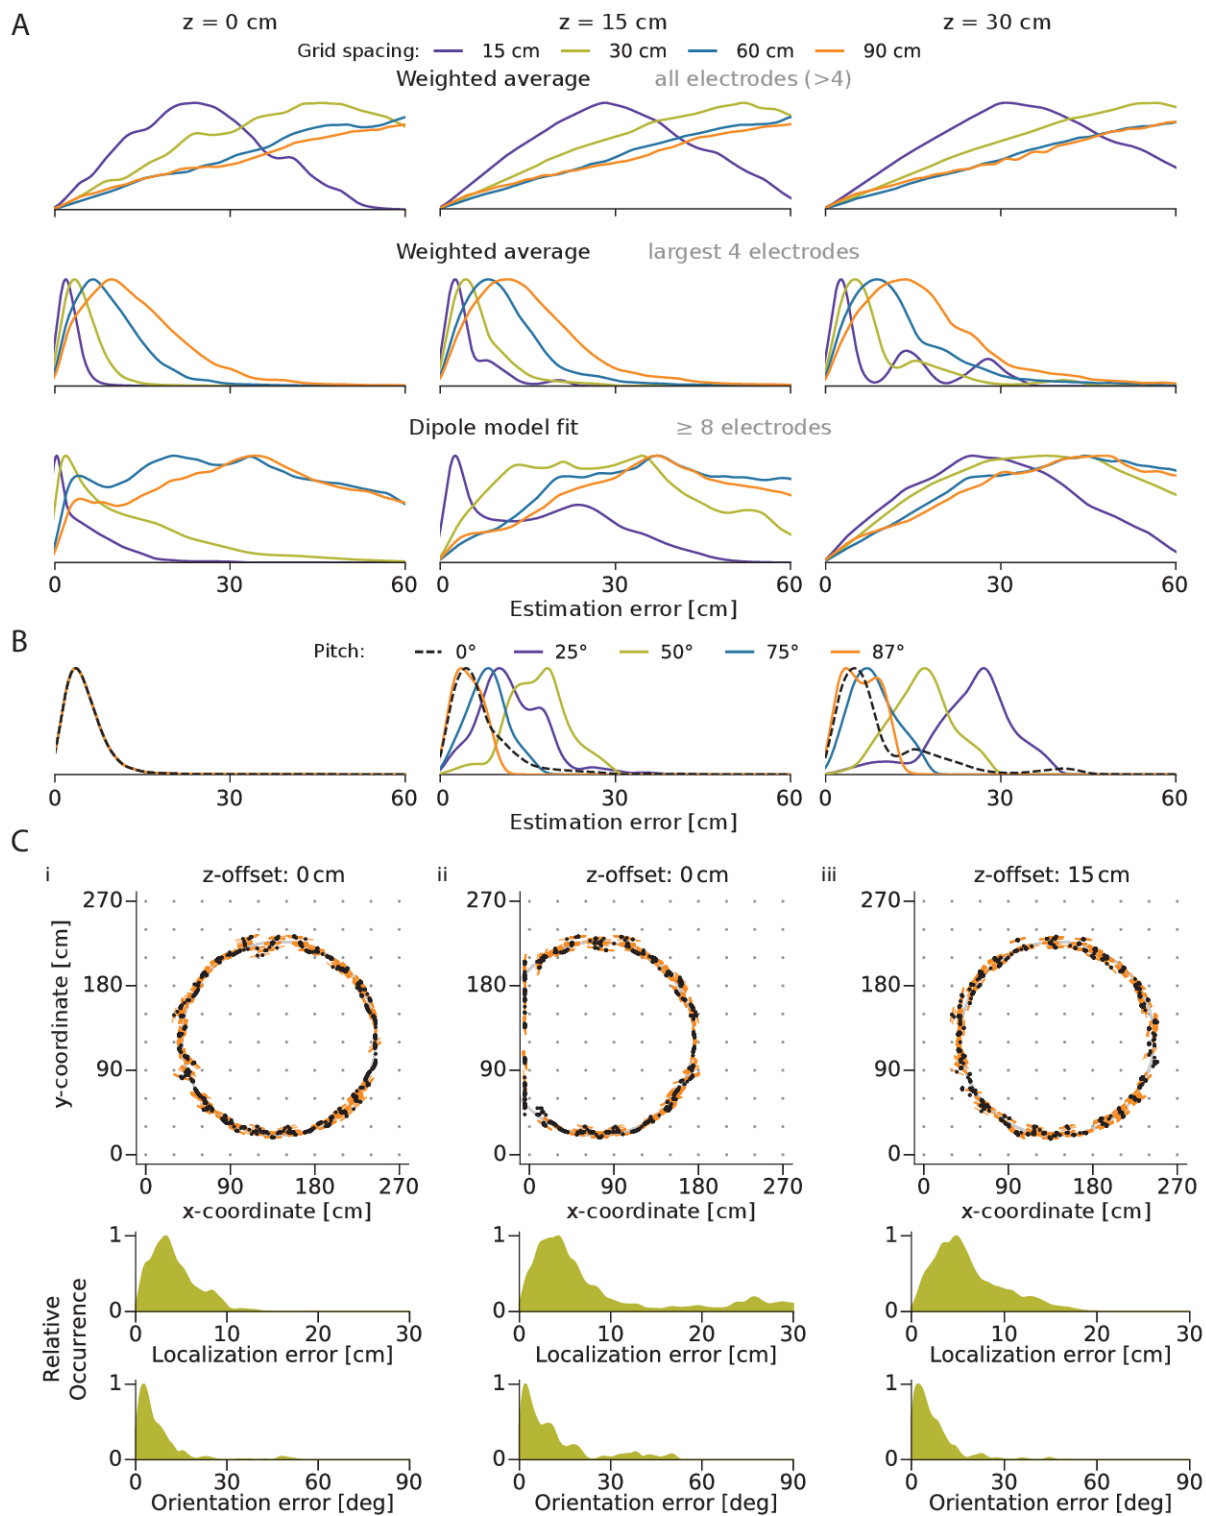 A
z = 0 cm z = 15 cm z = 30 cm
Grid spacing: 15 cm 30 cm 60 cm 90 cm
Weighted average all electrodes (>4)
Weighted average largest 4 electrodes
Dipole model fit ≥ 8 electrodes
0 30 60 0 30 60 0 30 60
Estimation error [cm]
B
Pitch: 0° 25° 50° 75° 87°
0 30 60 0 30 60 0 30 60
Estimation error [cm]
C
i z-offset: 0 cm ii z-offset: 0 cm iii z-offset: 15 cm
270 270 270
180 180 180
y-coordinate [cm]
90 90 90
0 0 0
0 90 180 270 0 90 180 270 0 90 180 270
x-coordinate [cm] x-coordinate [cm] x-coordinate [cm]
1 1 1
0 0 0
0 10 20 30 0 10 20 30 0 10 20 30
Localization error [cm] Localization error [cm] Localization error [cm]
Relative
Occurrence
1 1 1
0 0 0
0 30 60 90 0 30 60 90 0 30 60 90
Orientation error [deg] Orientation error [deg] Orientation error [deg]